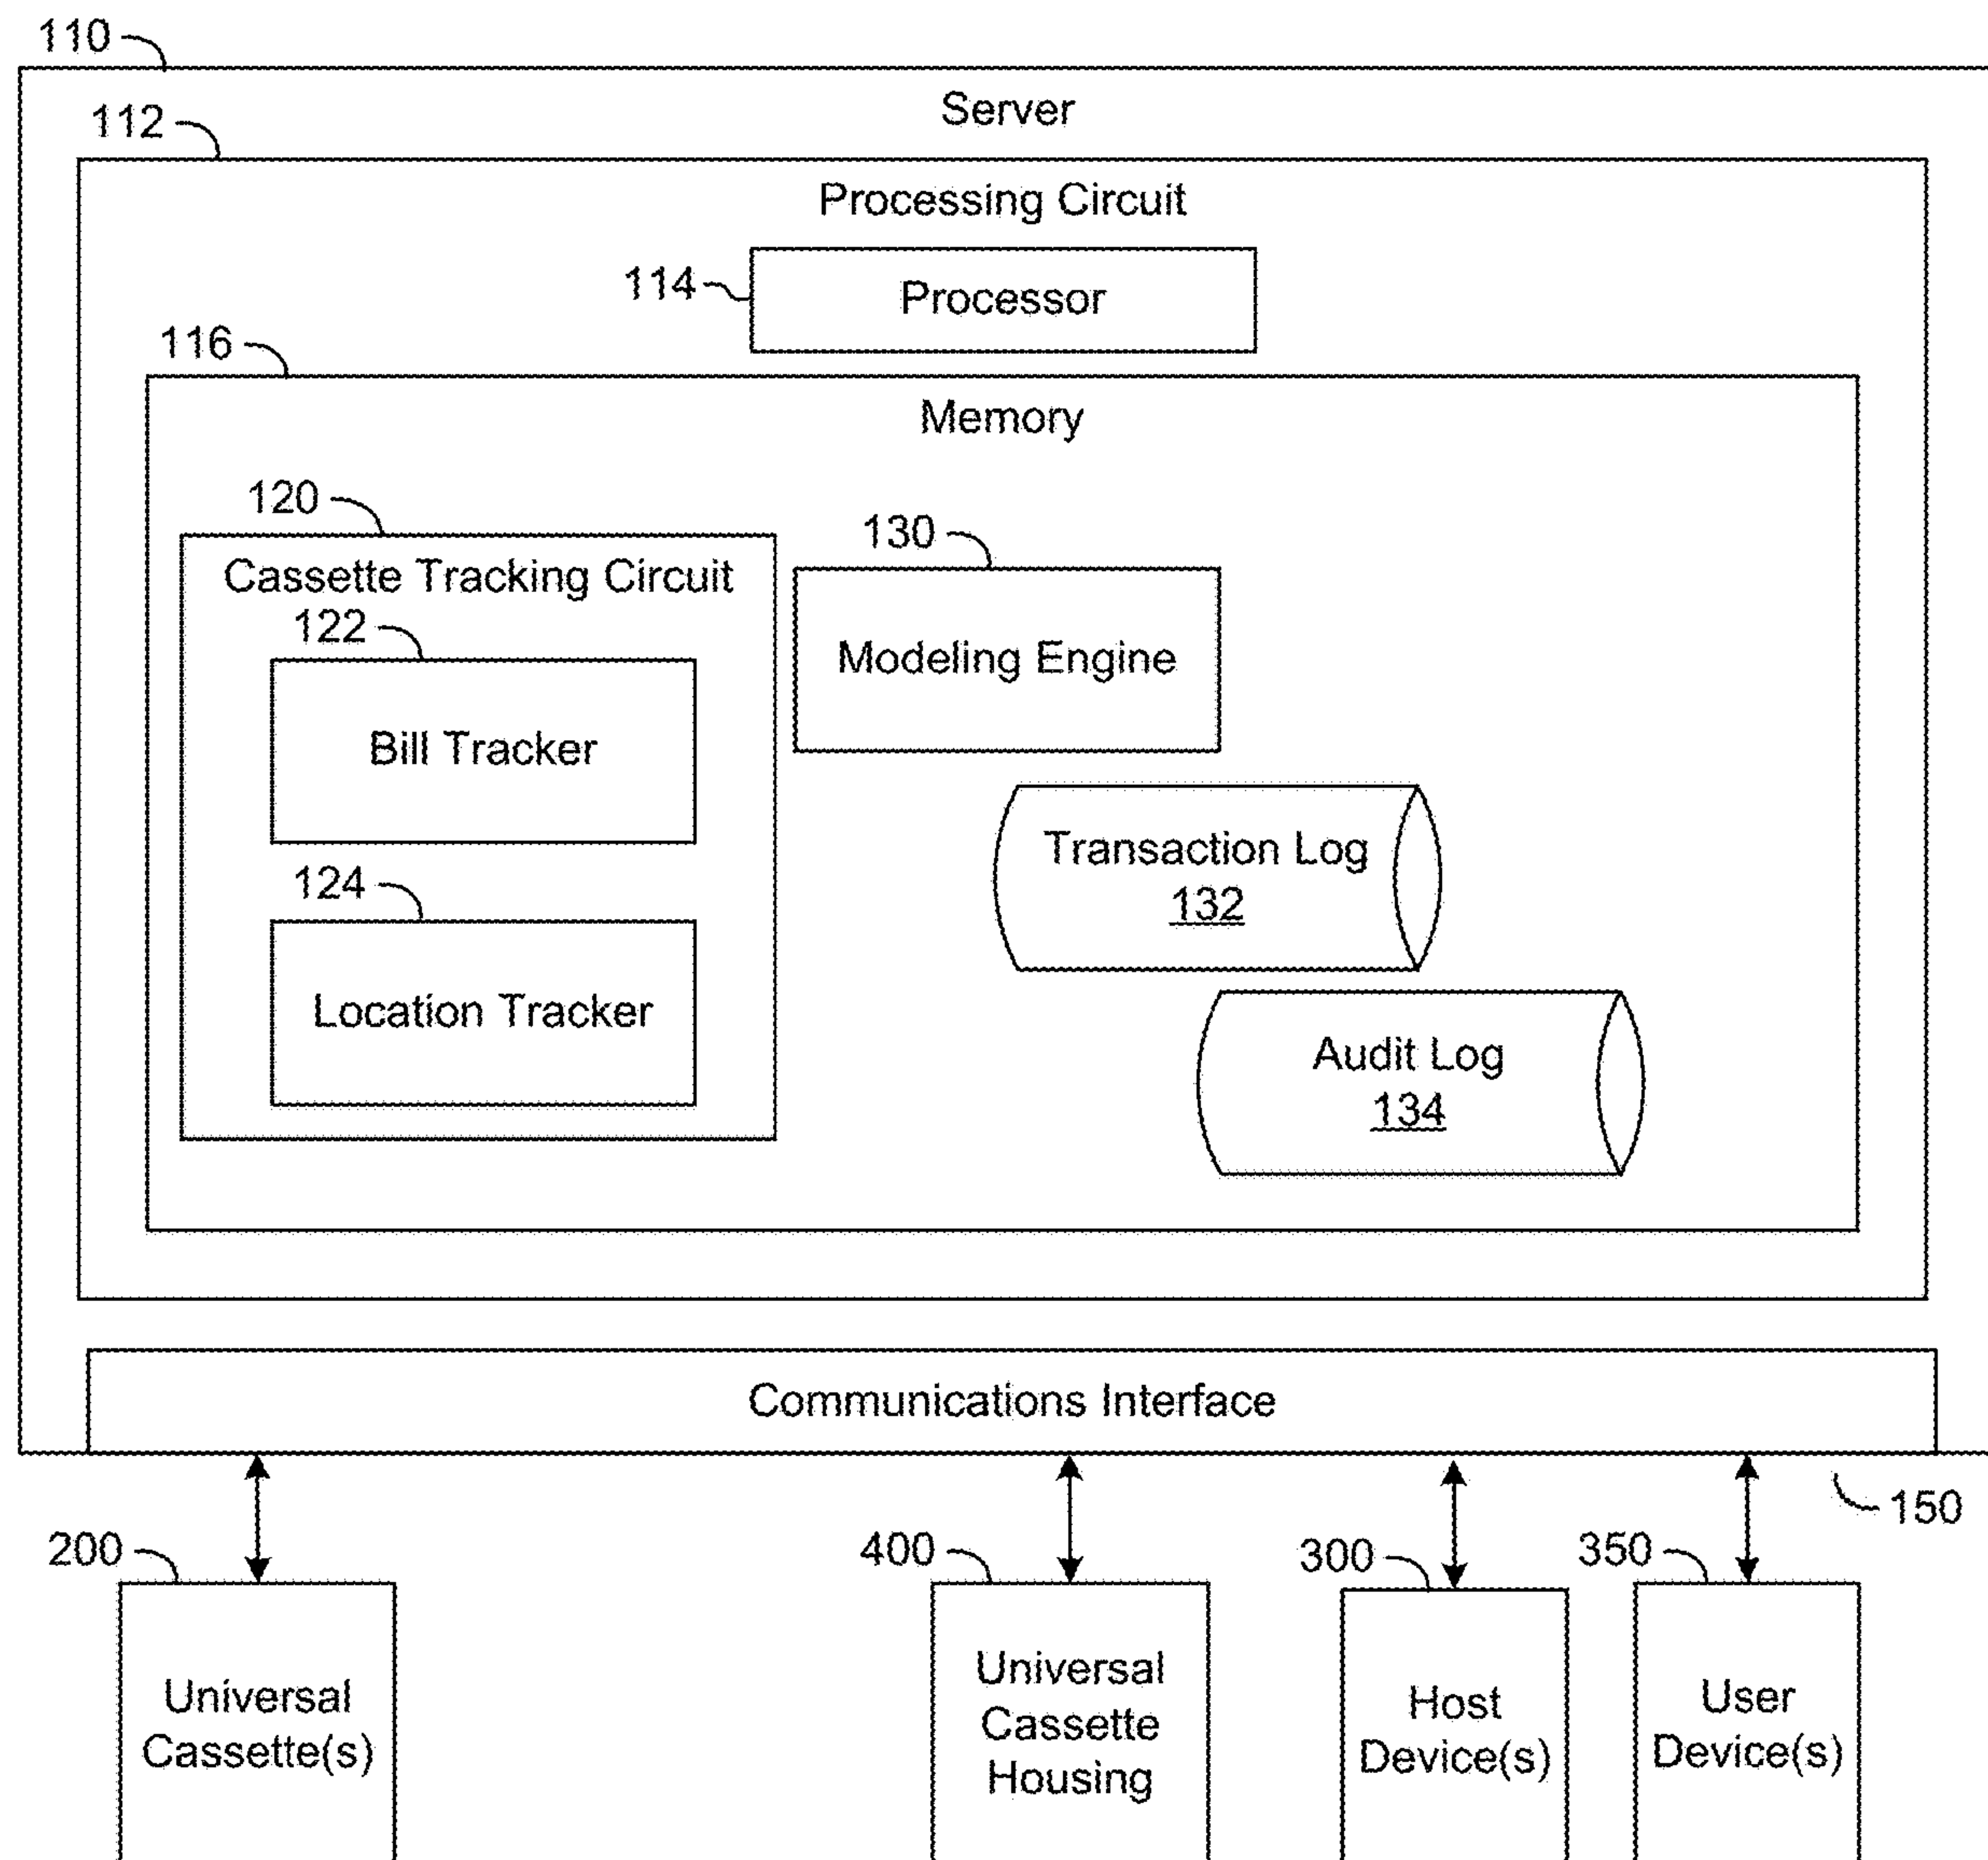 110
Server
112
Processing Circuit
114
Processor
116
Memory
120
Cassette Tracking Circuit
122
Bill Tracker
124
Location Tracker
130
Modeling Engine
Transaction Log
132
Audit Log
134
Communications Interface
150
200
Universal
Cassette(s)
400
Universal
Cassette
Housing
300
Host
Device(s)
350
User
Device(s)